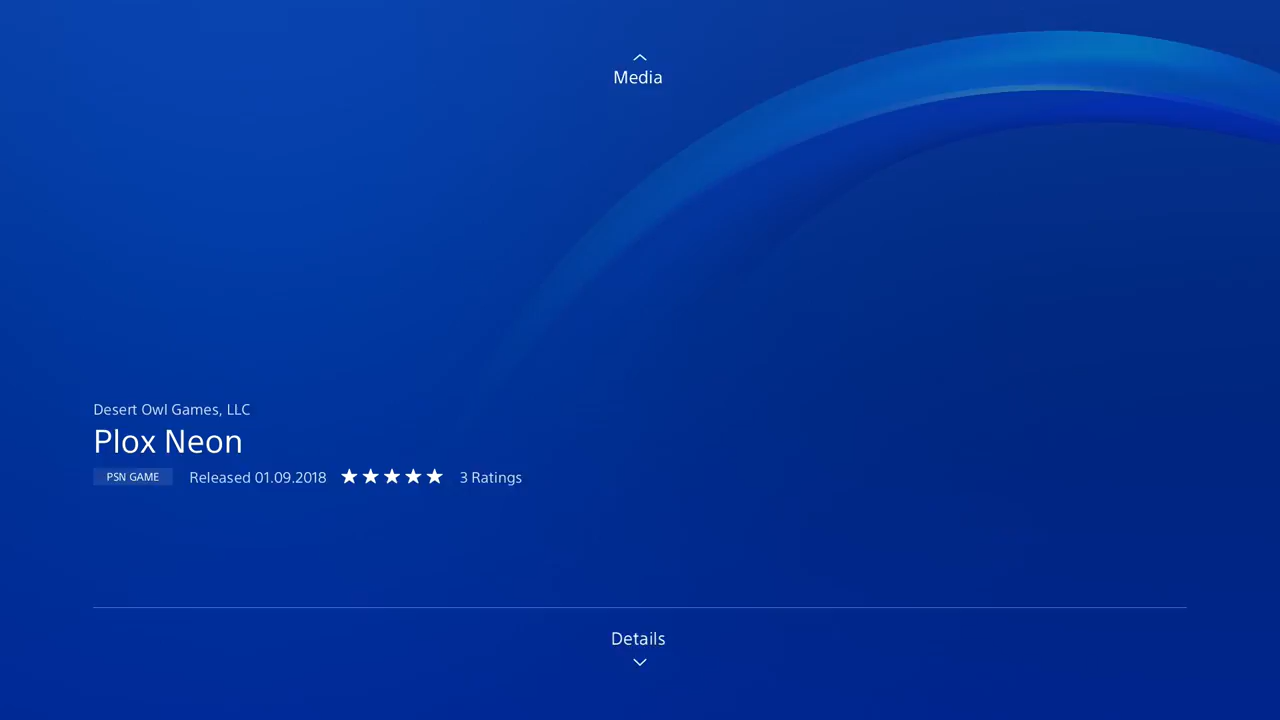 Media
Desert Owl Games, LLC
Plox Neon
PSN GAME Released 01.09.2018 3 Ratings
Details